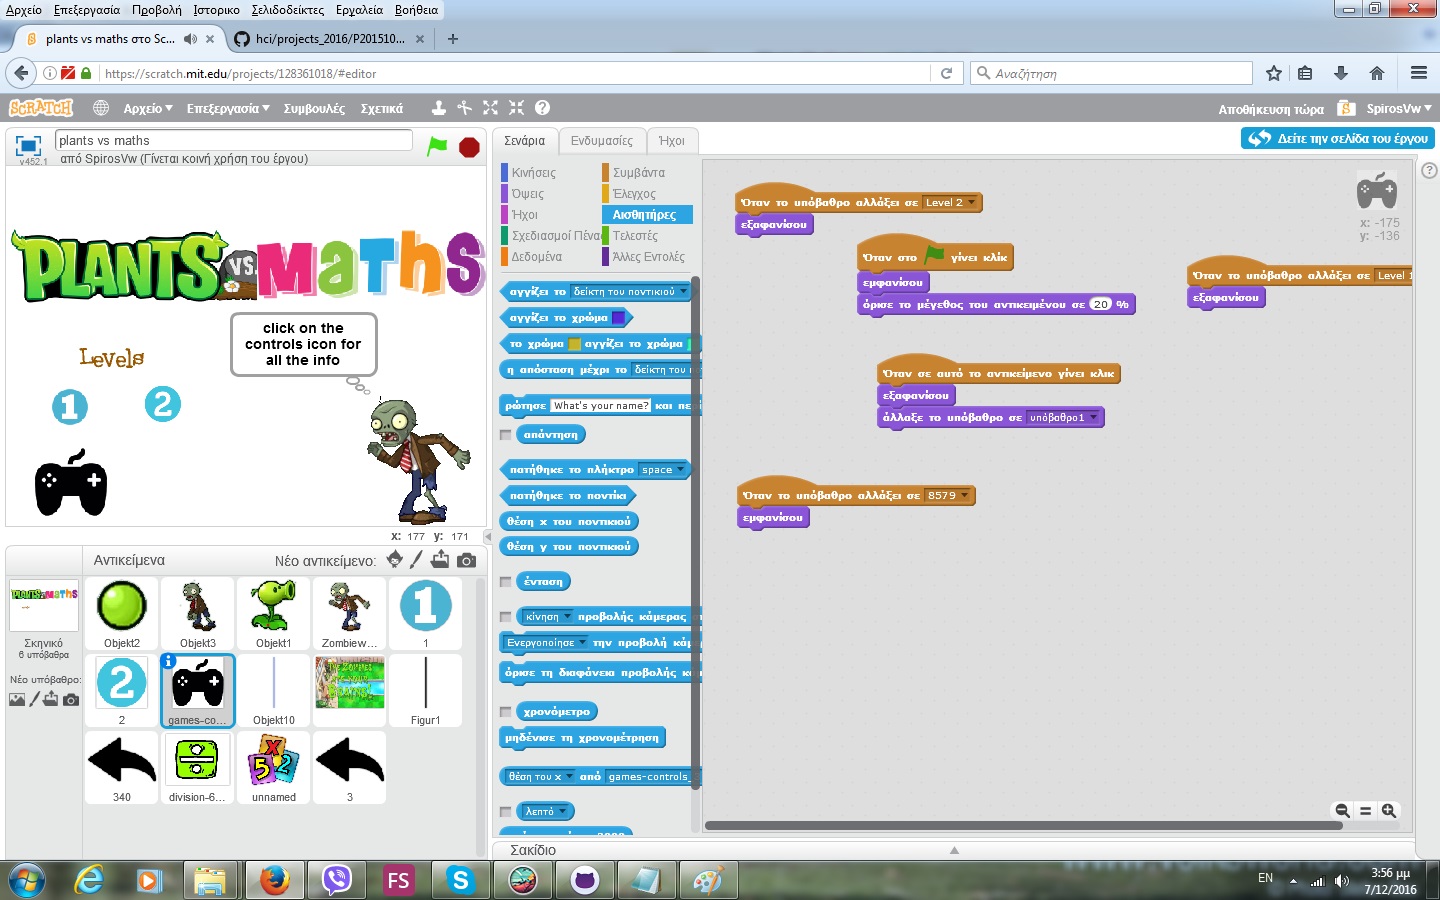 Αρχείο Επεξεργασία Προβολή Ιστορικο Σελιδοδείκτες Εργαλεία Βοήθεια
plants vs maths στο Sc...
hci/projects_2016/P201510...
https://scratch.mit.edu/projects/128361018/#editor
Αναζήτηση
SCRATCH
Αρχείο
Επεξεργασία
Συμβουλές
Σχετικά
Αποθήκευση τώρα
SpirosVw
v452.1
plants vs maths
από SpirosVw (Γίνεται κοινή χρήση του έργου)
Σενάρια
Ενδυμασίες
Ήχοι
Δείτε την σελίδα του έργου
PLANTS VS. Maths
click on the
controls icon for
all the info
Levels
1
2
x: 177 y: 171
Κινήσεις
Συμβάντα
Όψεις
Έλεγχος
Ήχοι
Αισθητήρες
Σχεδιασμοί Πένας
Τελεστές
Δεδομένα
Άλλες Εντολές
αγγίζει το δείκτη του ποντικιού
αγγίζει το χρώμα
το χρώμα αγγίζει το χρώμα
η απόσταση μέχρι το δείκτη του
ρώτησε What's your name? και
απάντηση
πατήθηκε το πλήκτρο space
πατήθηκε το ποντίκι
θέση x του ποντικιού
θέση y του ποντικιού
ένταση
κίνηση προβολής κάμερας
Ενεργοποίησε την προβολή
όρισε τη διαφάνεια προβολής
χρονόμετρο
μηδένισε τη χρονομέτρηση
θέση του x από games-controls_
λεπτό
Όταν το υπόβαθρο αλλάξει σε Level 2
εξαφανίσου
Όταν στο γίνει κλικ
εμφανίσου
όρισε το μέγεθος του αντικειμένου σε 20 %
Όταν το υπόβαθρο αλλάξει σε Level 1
εξαφανίσου
Όταν σε αυτό το αντικείμενο γίνει κλικ
εξαφανίσου
άλλαξε το υπόβαθρο σε υπόβαθρο1
Όταν το υπόβαθρο αλλάξει σε 8579
εμφανίσου
x: -175
y: -136
Αντικείμενα
Νέο αντικείμενο:
Σκηνικό
6 υπόβαθρα
Νέο υπόβαθρο:
Objekt2
Objekt3
Objekt1
Zombiew...
1
2
games-co...
Objekt10
Figur1
340
division-6...
unnamed
3
Σακίδιο
FS
EN
3:56 μμ
7/12/2016